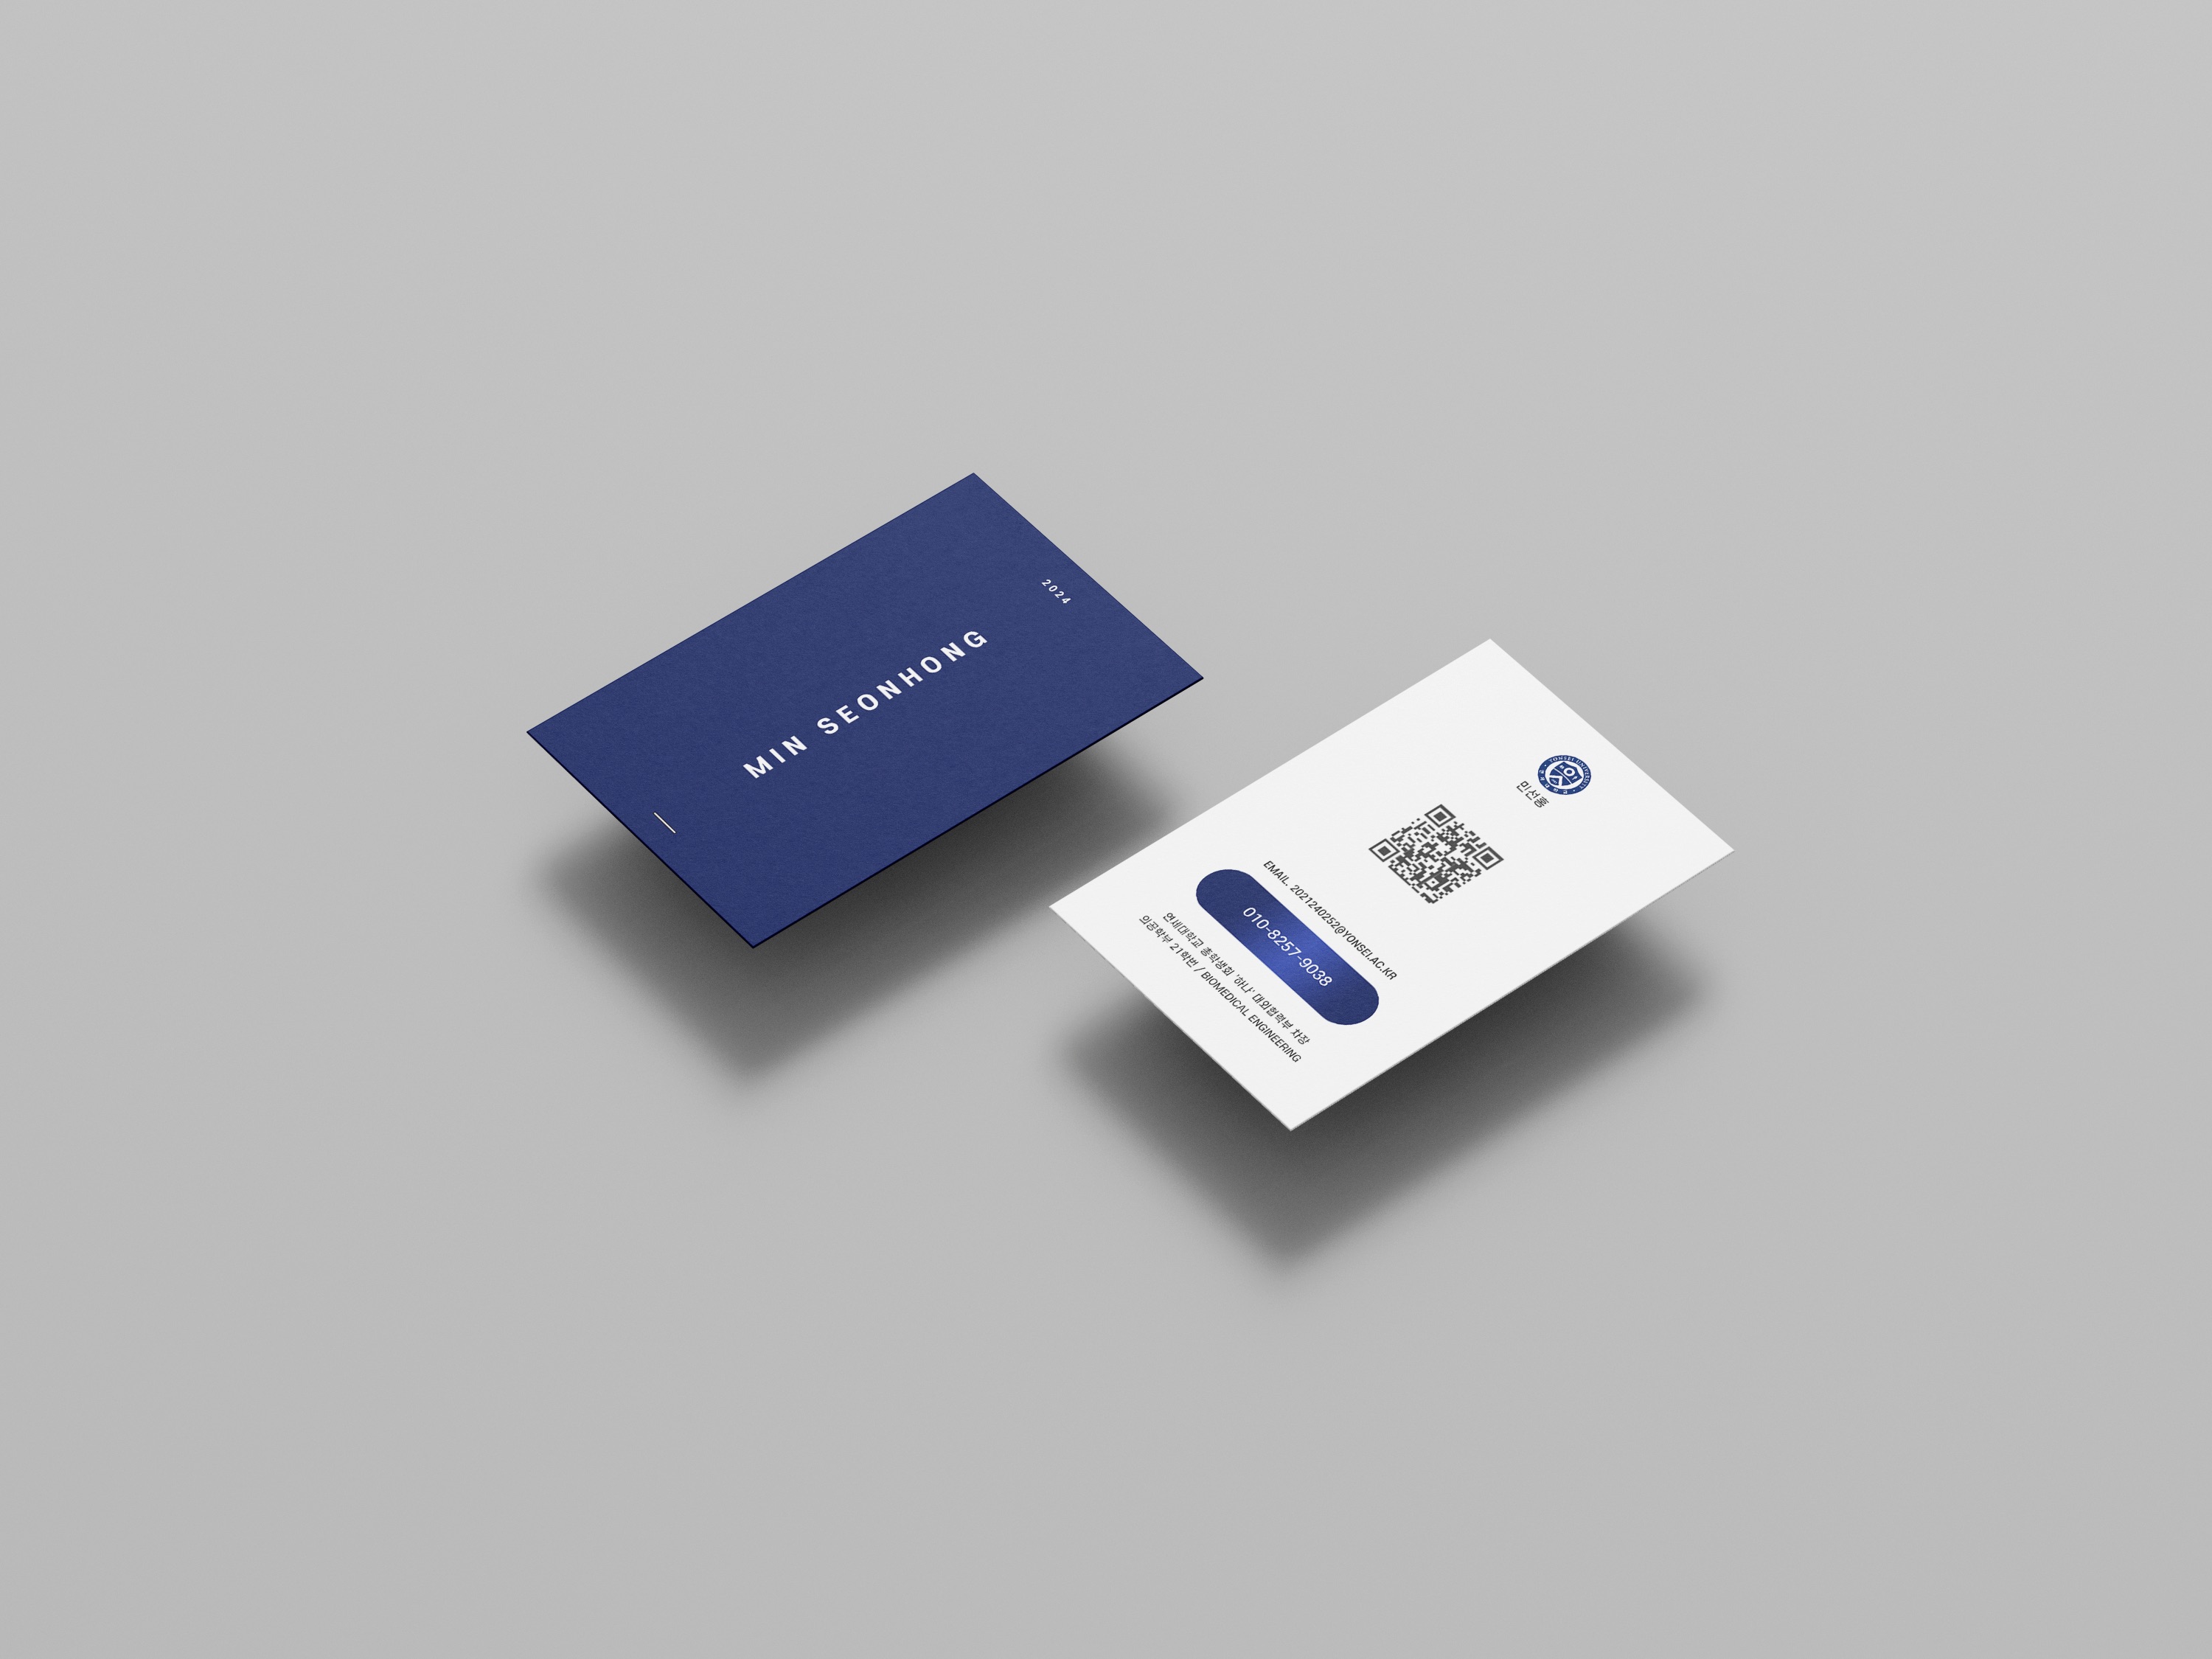 2024
MIN SEONHONG
YONSEI UNIVERSITY
민선홍
EMAIL. 2021240252@YONSEI.AC.KR
010-8257-9038
연세대학교 총학생회 '하나' 대외협력부 차장
의공학부 21학번 / BIOMEDICAL ENGINEERING